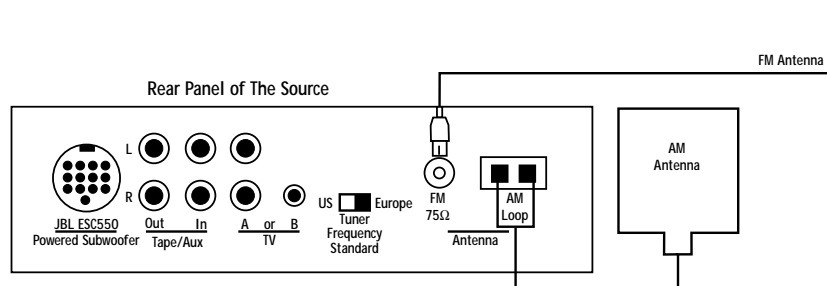 FM Antenna
Rear Panel of The Source
L
R
JBL ESC550
Powered Subwoofer
Out In
Tape/Aux
A or B
TV
US Europe
Tuner
Frequency
Standard
FM
75Ω
AM
Loop
Antenna
AM
Antenna